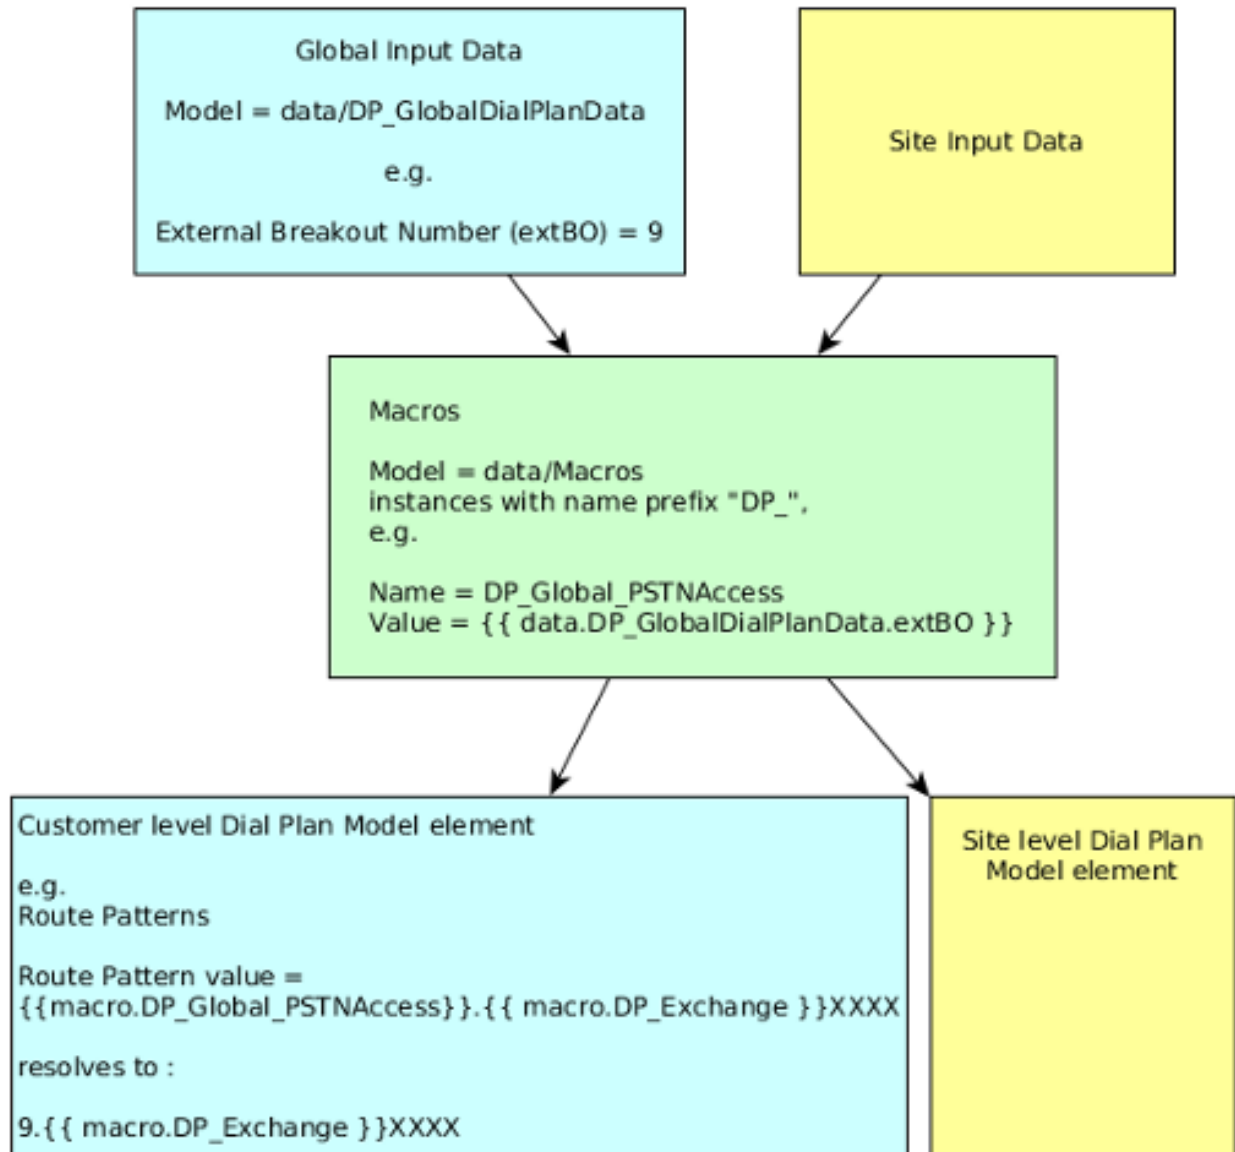 Global Input Data
Model = data/DP_GlobalDialPlanData
e.g.
External Breakout Number (extBO) = 9
Site Input Data
Macros
Model = data/Macros
instances with name prefix "DP_",
e.g.
Name = DP_Global_PSTNAccess
Value = {{ data.DP_GlobalDialPlanData.extBO }}
Customer level Dial Plan Model element
e.g.
Route Patterns
Route Pattern value =
{{macro.DP_Global_PSTNAccess}}.{{ macro.DP_Exchange }}XXXX
resolves to :
9.{{ macro.DP_Exchange }}XXXX
Site level Dial Plan
Model element